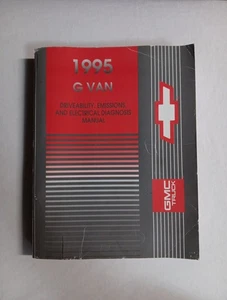 1995
G VAN
DRIVEABILITY, EMISSIONS,
AND ELECTRICAL DIAGNOSIS
MANUAL
GMC
TRUCK